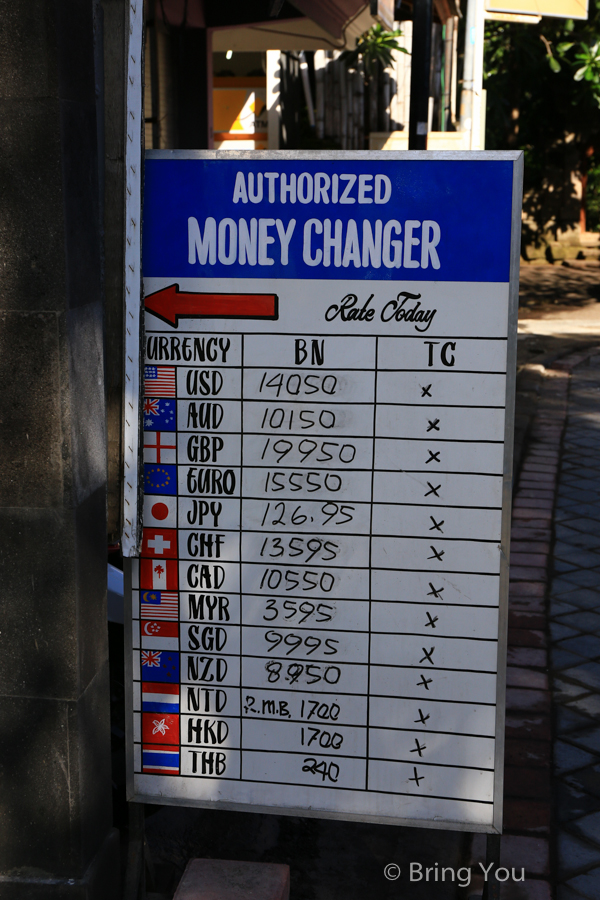 AUTHORIZED
MONEY CHANGER
Rate Today
URRENCY BN TC
USD 14050 x
AUD 10150 x
GBP 19950 x
EURO 15550 x
JPY 126.95 x
CHF 13595 x
CAD 10550 x
MYR 3595 x
SGD 9995 x
NZD 8950 x
NTD R.M.B. 1700 x
HKD 1700 x
THB 240 x
© Bring You